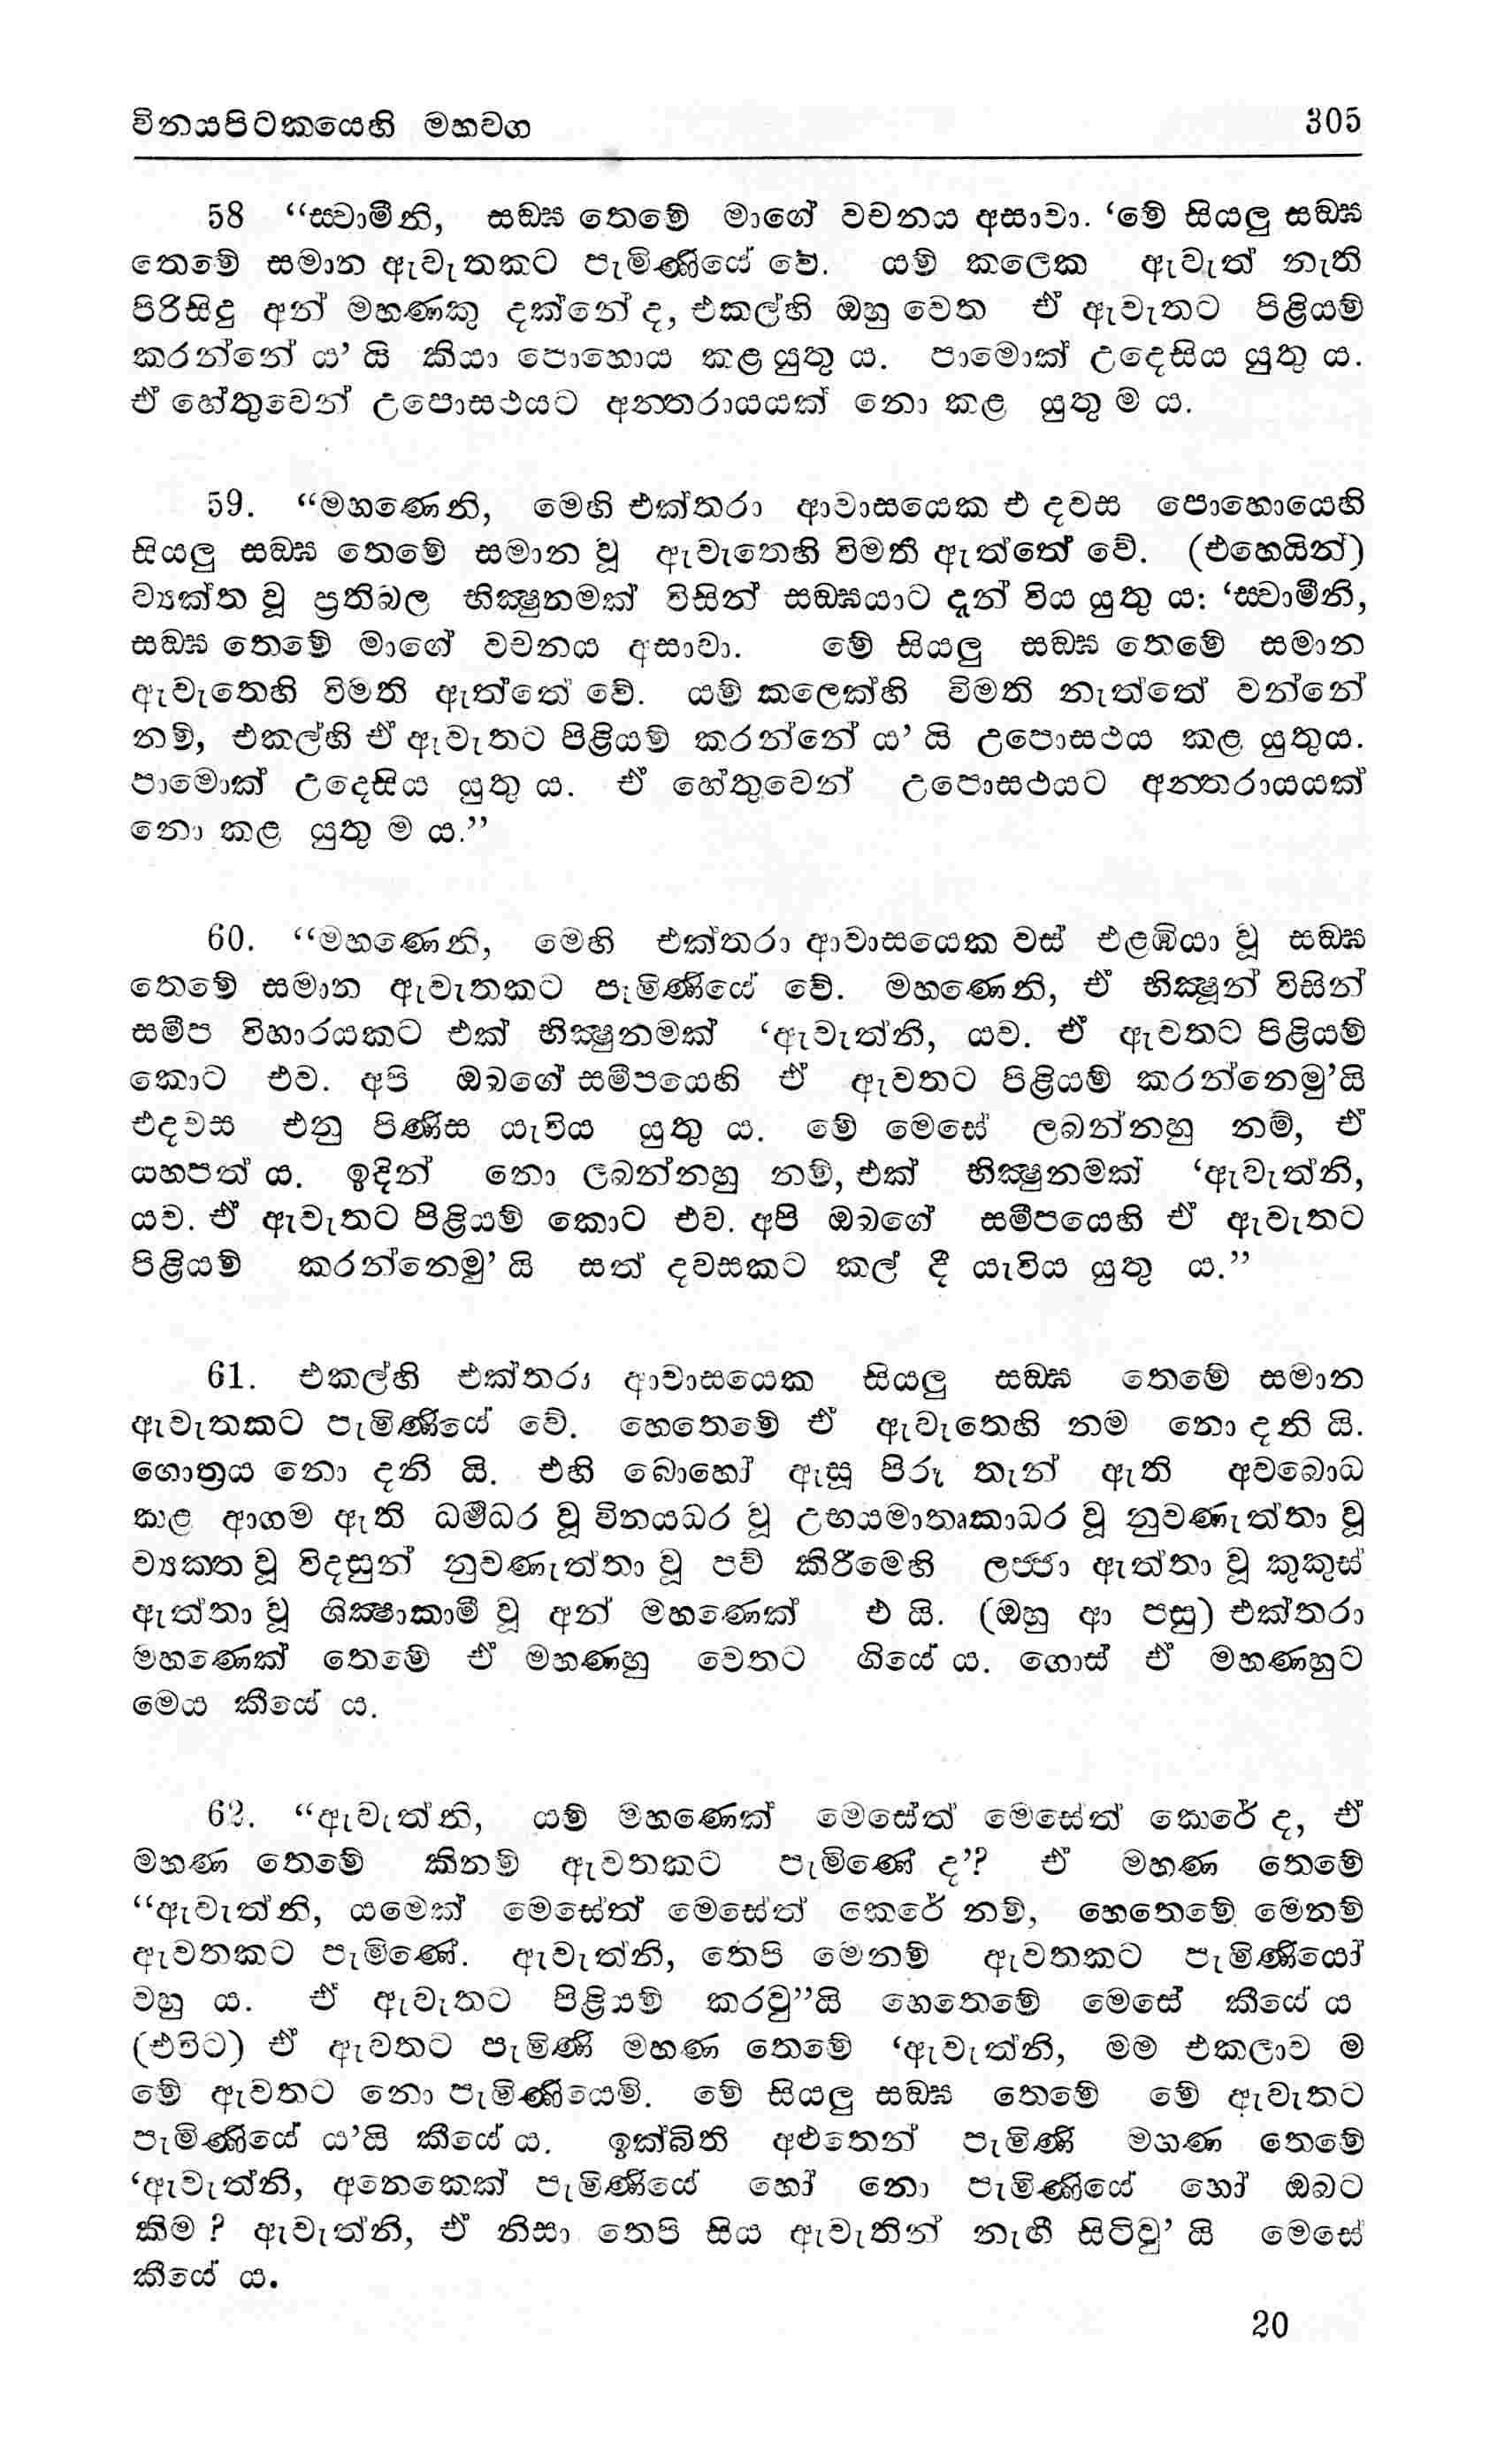 විනයපිටකයෙහි මහවග
305
58 “ස්වාමීනි, සඞ්ඝ තෙමේ මාගේ වචනය අසාවා. ‘මේ සියලු සඞ්ඝ
තෙමේ සමාන ඇවැතකට පැමිණියේ වේ. යම් කලෙක ඇවැත් නැති
පිරිසිදු අන් මහණකු දක්නේ ද, එකල්හි ඔහු වෙත ඒ ඇවැතට පිළියම්
කරන්නේ ය’ යි කියා පොහොය කළ යුතු ය. පාමොක් උදෙසිය යුතු ය.
ඒ හේතුවෙන් උපොසථයට අන්තරායයක් නො කළ යුතු ම ය.
59. “මහණෙනි, මෙහි එක්තරා ආවාසයෙක එ දවස පොහොයෙහි
සියලු සඞ්ඝ තෙමේ සමාන වූ ඇවැතෙහි විමති ඇත්තේ වේ. (එහෙයින්)
ව්‍යක්ත වූ ප්‍රතිබල භික්ෂුනමක් විසින් සඞ්ඝයාට දැන් විය යුතු ය: ‘ස්වාමීනි,
සඞ්ඝ තෙමේ මාගේ වචනය අසාවා. මේ සියලු සඞ්ඝ තෙමේ සමාන
ඇවැතෙහි විමති ඇත්තේ වේ. යම් කලෙක්හි විමති නැත්තේ වන්නේ
නම්, එකල්හි ඒ ඇවැතට පිළියම් කරන්නේ ය’ යි උපොසථය කළ යුතුය.
පාමොක් උදෙසිය යුතු ය. ඒ හේතුවෙන් උපොසථයට අන්තරායයක්
නො කළ යුතු ම ය.”
60. “මහණෙනි, මෙහි එක්තරා ආවාසයෙක වස් එළඹියා වූ සඞ්ඝ
තෙමේ සමාන ඇවැතකට පැමිණියේ වේ. මහණෙනි, ඒ භික්ෂූන් විසින්
සමීප විහාරයකට එක් භික්ෂුනමක් ‘ඇවැත්නි, යව. ඒ ඇවතට පිළියම්
කොට එව. අපි ඔබගේ සමීපයෙහි ඒ ඇවතට පිළියම් කරන්නෙමු’යි
එදවස එනු පිණිස යැවිය යුතු ය. මේ මෙසේ ලබන්නහු නම්, ඒ
යහපත් ය. ඉදින් නො ලබන්නහු නම්, එක් භික්ෂුනමක් ‘ඇවැත්නි,
යව. ඒ ඇවැතට පිළියම් කොට එව. අපි ඔබගේ සමීපයෙහි ඒ ඇවැතට
පිළියම් කරන්නෙමු’ යි සත් දවසකට කල් දී යැවිය යුතු ය.”
61. එකල්හි එක්තරා ආවාසයෙක සියලු සඞ්ඝ තෙමේ සමාන
ඇවැතකට පැමිණියේ වේ. හෙතෙමේ ඒ ඇවැතෙහි නම නො දනි යි.
ගොත්‍රය නො දනි යි. එහි බොහෝ ඇසූ පිරූ තැන් ඇති අවබොධ
කළ ආගම ඇති ධර්‍මධර වූ විනයධර වූ උභයමාතෘකාධර වූ නුවණැත්තා වූ
ව්‍යක්ත වූ විදසුන් නුවණැත්තා වූ පව් කිරීමෙහි ලජ්ජා ඇත්තා වූ කුකුස්
ඇත්තා වූ ශික්ෂාකාමී වූ අන් මහණෙක් එ යි. (ඔහු ආ පසු) එක්තරා
මහණෙක් තෙමේ ඒ මහණහු වෙතට ගියේ ය. ගොස් ඒ මහණහුට
මෙය කීයේ ය.
62. “ඇවැත්නි, යම් මහණෙක් මෙසේත් මෙසේත් කෙරේ ද, ඒ
මහණ තෙමේ කිනම් ඇවතකට පැමිණේ ද’? ඒ මහණ තෙමේ
“ඇවැත්නි, යමෙක් මෙසේත් මෙසේත් කෙරේ නම්, හෙතෙමේ මෙනම්
ඇවතකට පැමිණේ. ඇවැත්නි, තෙපි මෙනම් ඇවතකට පැමිණියෝ
වහු ය. ඒ ඇවැතට පිළියම් කරවු”යි හෙතෙමේ මෙසේ කීයේ ය
(එවිට) ඒ ඇවතට පැමිණි මහණ තෙමේ ‘ඇවැත්නි, මම එකලාව ම
මේ ඇවතට නො පැමිණියෙමි. මේ සියලු සඞ්ඝ තෙමේ මේ ඇවැතට
පැමිණියේ ය’යි කීයේ ය. ඉක්බිති අළුතෙන් පැමිණි මහණ තෙමේ
‘ඇවැත්නි, අනෙකෙක් පැමිණියේ හෝ නො පැමිණියේ හෝ ඔබට
කිම ? ඇවැත්නි, ඒ නිසා තෙපි සිය ඇවැතින් නැඟී සිටිවු’ යි මෙසේ
කීයේ ය.
20